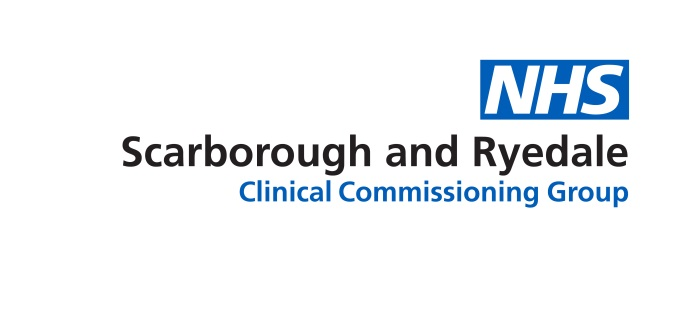 NHS
Scarborough and Ryedale
Clinical Commissioning Group